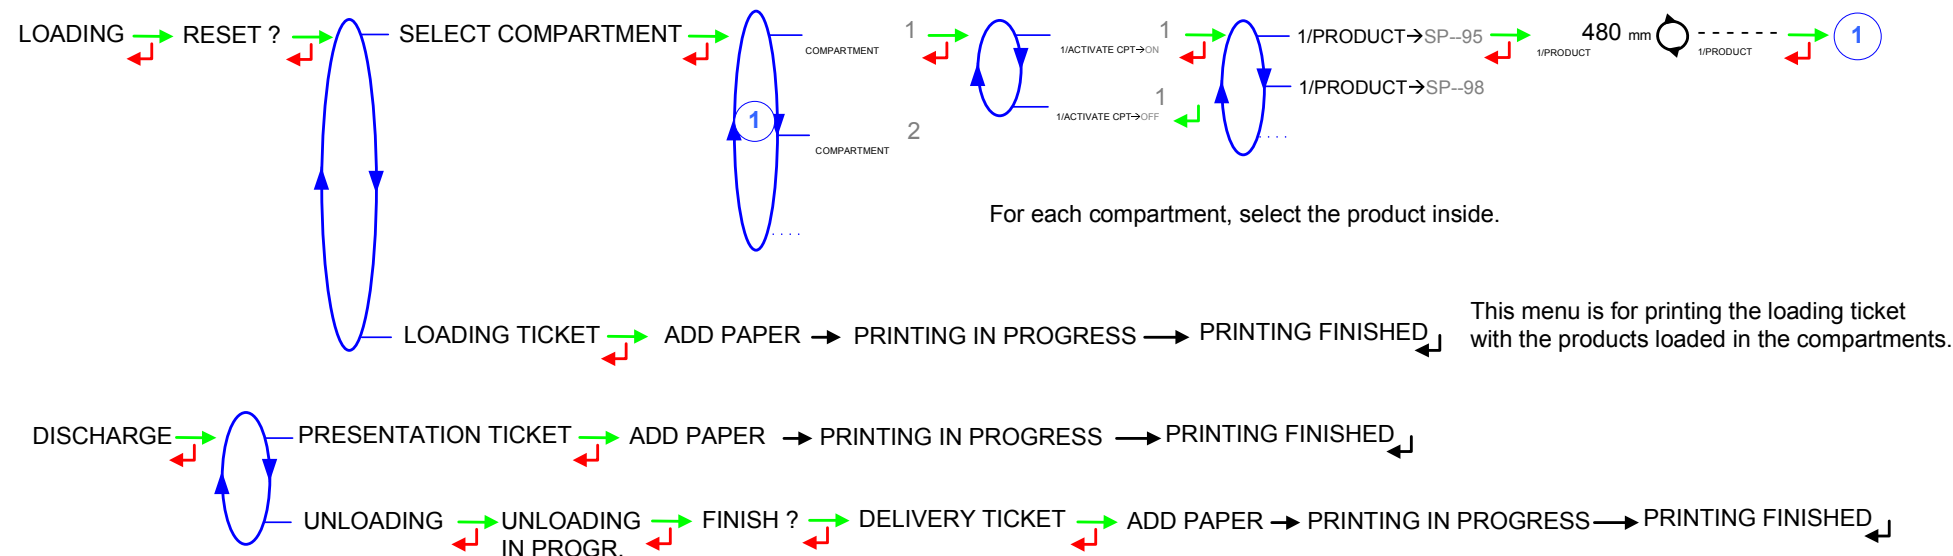 LOADING RESET ? SELECT COMPARTMENT COMPARTMENT 1 1/ACTIVATE CPT→ON 1 1/PRODUCT→SP--95 1/PRODUCT 480 mm - - - - - - 1/PRODUCT 1
1/PRODUCT→SP--98
1/ACTIVATE CPT→OFF 1
. . . .
1 COMPARTMENT 2
. . . .
For each compartment, select the product inside.
LOADING TICKET ADD PAPER PRINTING IN PROGRESS PRINTING FINISHED
This menu is for printing the loading ticket
with the products loaded in the compartments.
DISCHARGE PRESENTATION TICKET ADD PAPER PRINTING IN PROGRESS PRINTING FINISHED
UNLOADING UNLOADING FINISH ? DELIVERY TICKET ADD PAPER PRINTING IN PROGRESS PRINTING FINISHED
IN PROGR.